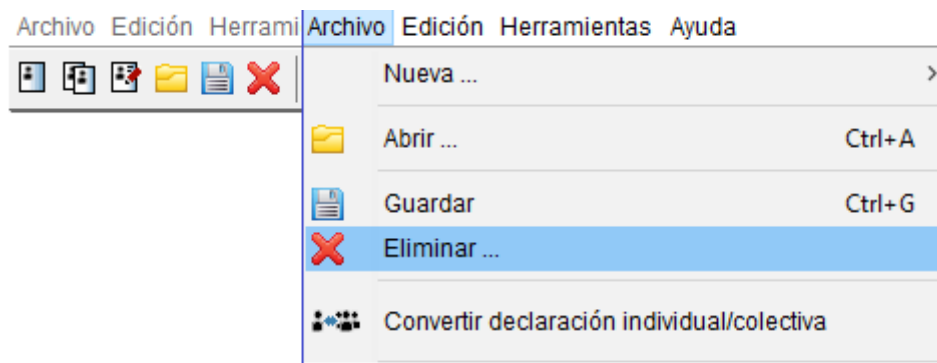 Archivo Edición Herrami
Archivo Edición Herramientas Ayuda
Nueva ...
Abrir ... Ctrl+A
Guardar Ctrl+G
Eliminar ...
Convertir declaración individual/colectiva